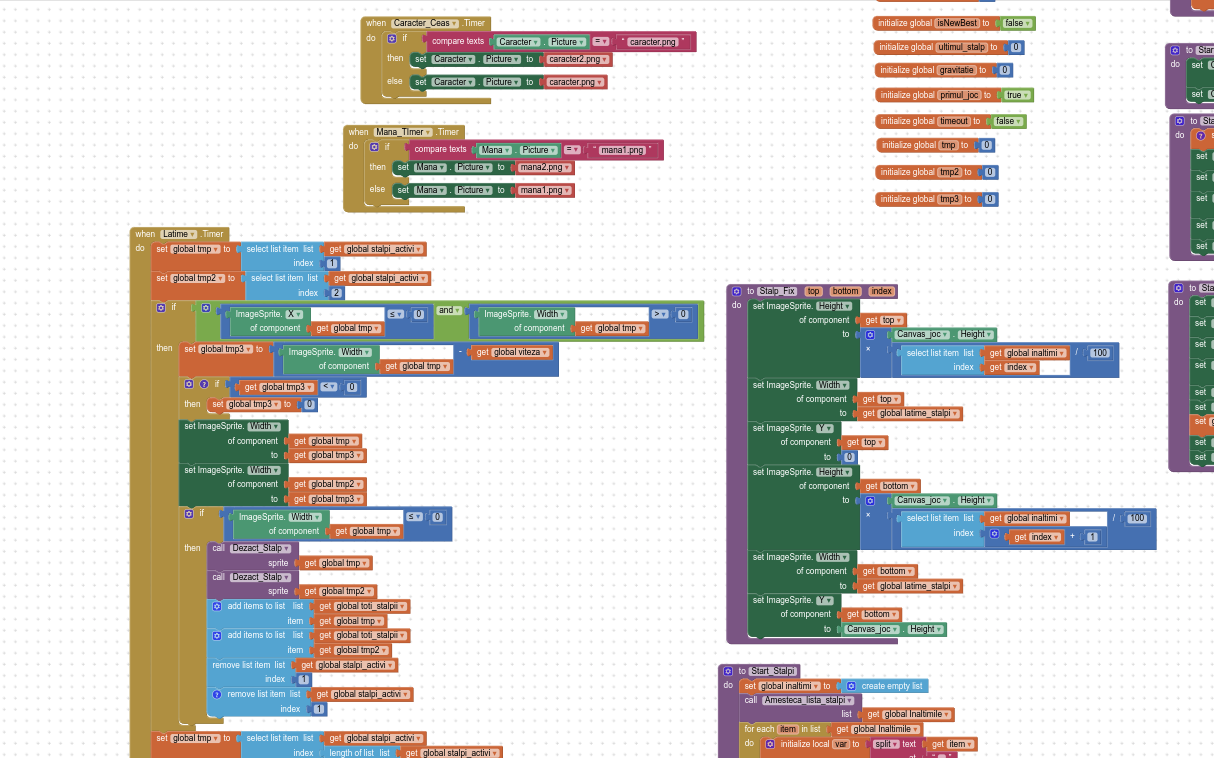 when Caracter_Ceas .Timer
do if compare texts Caracter . Picture = " caracter.png "
then set Caracter . Picture to caracter2.png
else set Caracter . Picture to caracter.png
when Mana_TImer .Timer
do if compare texts Mana . Picture = " mana1.png "
then set Mana . Picture to mana2.png
else set Mana . Picture to mana1.png
when Latime .Timer
do set global tmp to select list item list get global stalpi_activi
index 1
set global tmp2 to select list item list get global stalpi_activi
index 2
if ImageSprite. X ≤ 0 and ImageSprite. Width > 0
of component get global tmp of component get global tmp
then set global tmp3 to ImageSprite. Width - get global viteza
of component get global tmp
if get global tmp3 < 0
then set global tmp3 to 0
set ImageSprite. Width
of component get global tmp
to get global tmp3
set ImageSprite. Width
of component get global tmp2
to get global tmp3
if ImageSprite. Width ≤ 0
of component get global tmp
then call Dezact_Stalp
sprite get global tmp
call Dezact_Stalp
sprite get global tmp2
add items to list list get global toti_stalpii
item get global tmp
add items to list list get global toti_stalpii
item get global tmp2
remove list item list get global stalpi_activi
index 1
remove list item list get global stalpi_activi
index 1
set global tmp to select list item list get global stalpi_activi
index length of list list get global stalpi_activi
initialize global isNewBest to false
initialize global ultimul_stalp to 0
initialize global gravitatie to 0
initialize global primul_joc to true
initialize global timeout to false
initialize global tmp to 0
initialize global tmp2 to 0
initialize global tmp3 to 0
to Stalp_Fix top bottom index
do set ImageSprite. Height
of component get top
to Canvas_joc . Height
× select list item list get global inaltimi / 100
index get index
set ImageSprite. Width
of component get top
to get global latime_stalpi
set ImageSprite. Y
of component get top
to 0
set ImageSprite. Height
of component get bottom
to Canvas_joc . Height
× select list item list get global inaltimi / 100
index get index + 1
set ImageSprite. Width
of component get bottom
to get global latime_stalpi
set ImageSprite. Y
of component get bottom
to Canvas_joc . Height
to Start_Stalpi
do set global inaltimi to create empty list
call Amesteca_lista_stalpi
list get global Inaltimile
for each item in list get global Inaltimile
do initialize local var to split text get item
at
to Star
do set
set
to Sta
do
set
set
set
set
set
to Sta
do set
set
set
set
set
set
set
set